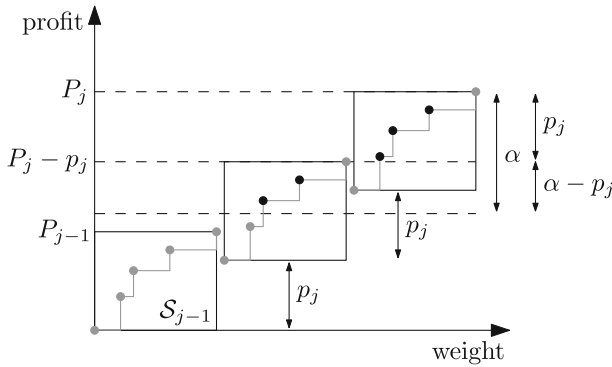 profit
P_j
p_j
α
P_j − p_j
α − p_j
P_{j−1}
p_j
S_{j−1}
p_j
weight